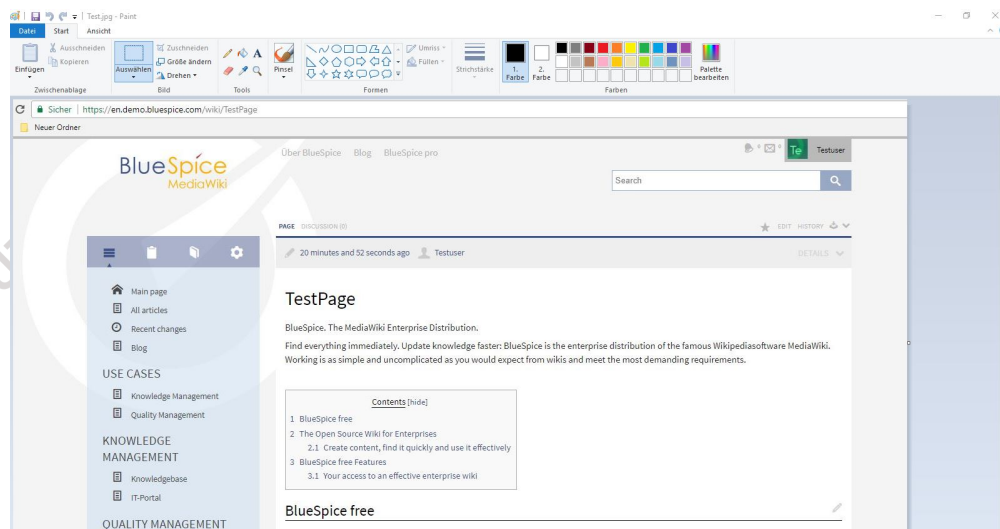 Test.jpg - Paint
Datei Start Ansicht
Einfügen
Ausschneiden
Kopieren
Zwischenablage
Auswählen
Zuschneiden
Größe ändern
Drehen
Bild
A
Tools
Pinsel
Umriss
Füllen
Formen
Strichstärke
1. Farbe
2. Farbe
Palette bearbeiten
Farben
Sicher | https://en.demo.bluespice.com/wiki/TestPage
Neuer Ordner
BlueSpice
MediaWiki
Über BlueSpice Blog BlueSpice pro
Te Testuser
Search
PAGE DISCUSSION (0)
EDIT HISTORY
20 minutes and 52 seconds ago Testuser
DETAILS
Main page
All articles
Recent changes
Blog
USE CASES
Knowledge Management
Quality Management
KNOWLEDGE
MANAGEMENT
Knowledgebase
IT-Portal
QUALITY MANAGEMENT
TestPage
BlueSpice. The MediaWiki Enterprise Distribution.
Find everything immediately. Update knowledge faster: BlueSpice is the enterprise distribution of the famous Wikipediasoftware MediaWiki.
Working is as simple and uncomplicated as you would expect from wikis and meet the most demanding requirements.
Contents [hide]
1 BlueSpice free
2 The Open Source Wiki for Enterprises
2.1 Create content, find it quickly and use it effectively
3 BlueSpice free Features
3.1 Your access to an effective enterprise wiki
BlueSpice free